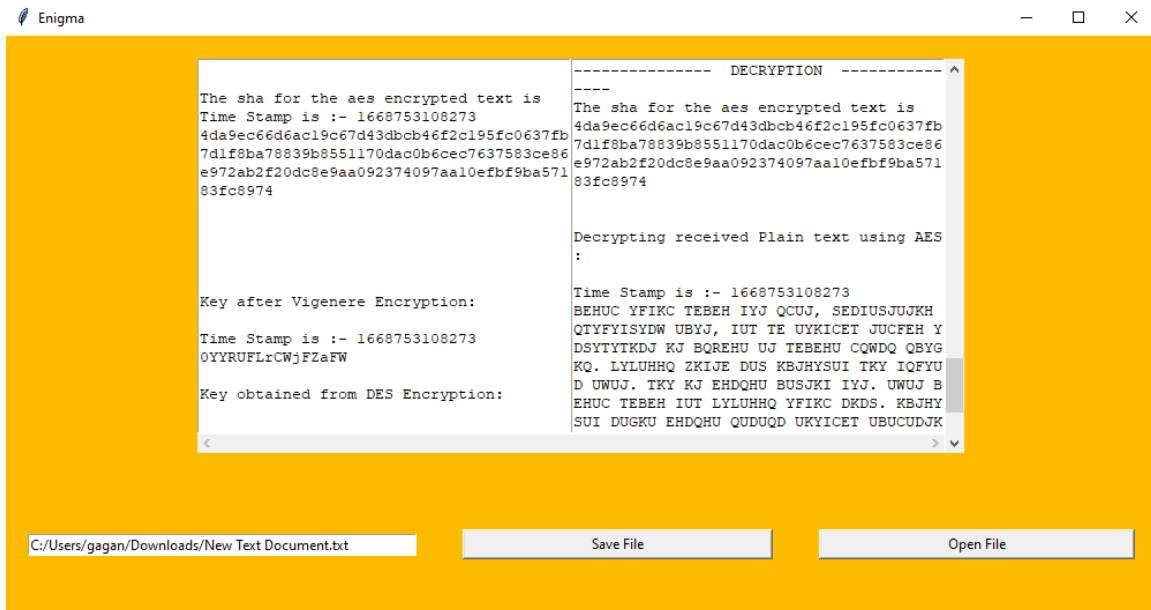 Enigma
The sha for the aes encrypted text is
Time Stamp is :- 1668753108273
4da9ec66d6ac19c67d43dbcb46f2c195fc0637fb
7d1f8ba78839b8551170dac0b6cec7637583ce86
e972ab2f20dc8e9aa092374097aa10efbf9ba571
83fc8974
Key after Vigenere Encryption:
Time Stamp is :- 1668753108273
0YYRUFLrCWjFZaFW
Key obtained from DES Encryption:
--------------- DECRYPTION -----------
----
The sha for the aes encrypted text is
4da9ec66d6ac19c67d43dbcb46f2c195fc0637fb
7d1f8ba78839b8551170dac0b6cec7637583ce86
e972ab2f20dc8e9aa092374097aa10efbf9ba571
83fc8974
Decrypting received Plain text using AES
:
Time Stamp is :- 1668753108273
BEHUC YFIKC TEBEH IYJ QCUJ, SEDIUSJUJKH
QTYFYISYDW UBYJ, IUT TE UYKICET JUCFEH Y
DSYTYTKDJ KJ BQREHU UJ TEBEHU CQWDQ QBYG
KQ. LYLUHHQ ZKIJE DUS KBJHYSUI TKY IQFYU
D UWUJ. TKY KJ EHDQHU BUSJKI IYJ. UWUJ B
EHUC TEBEH IUT LYLUHHQ YFIKC DKDS. KBJHY
SUI DUGKU EHDQHU QUDUQD UKYICET UBUCUDJK
C:/Users/gagan/Downloads/New Text Document.txt
Save File
Open File